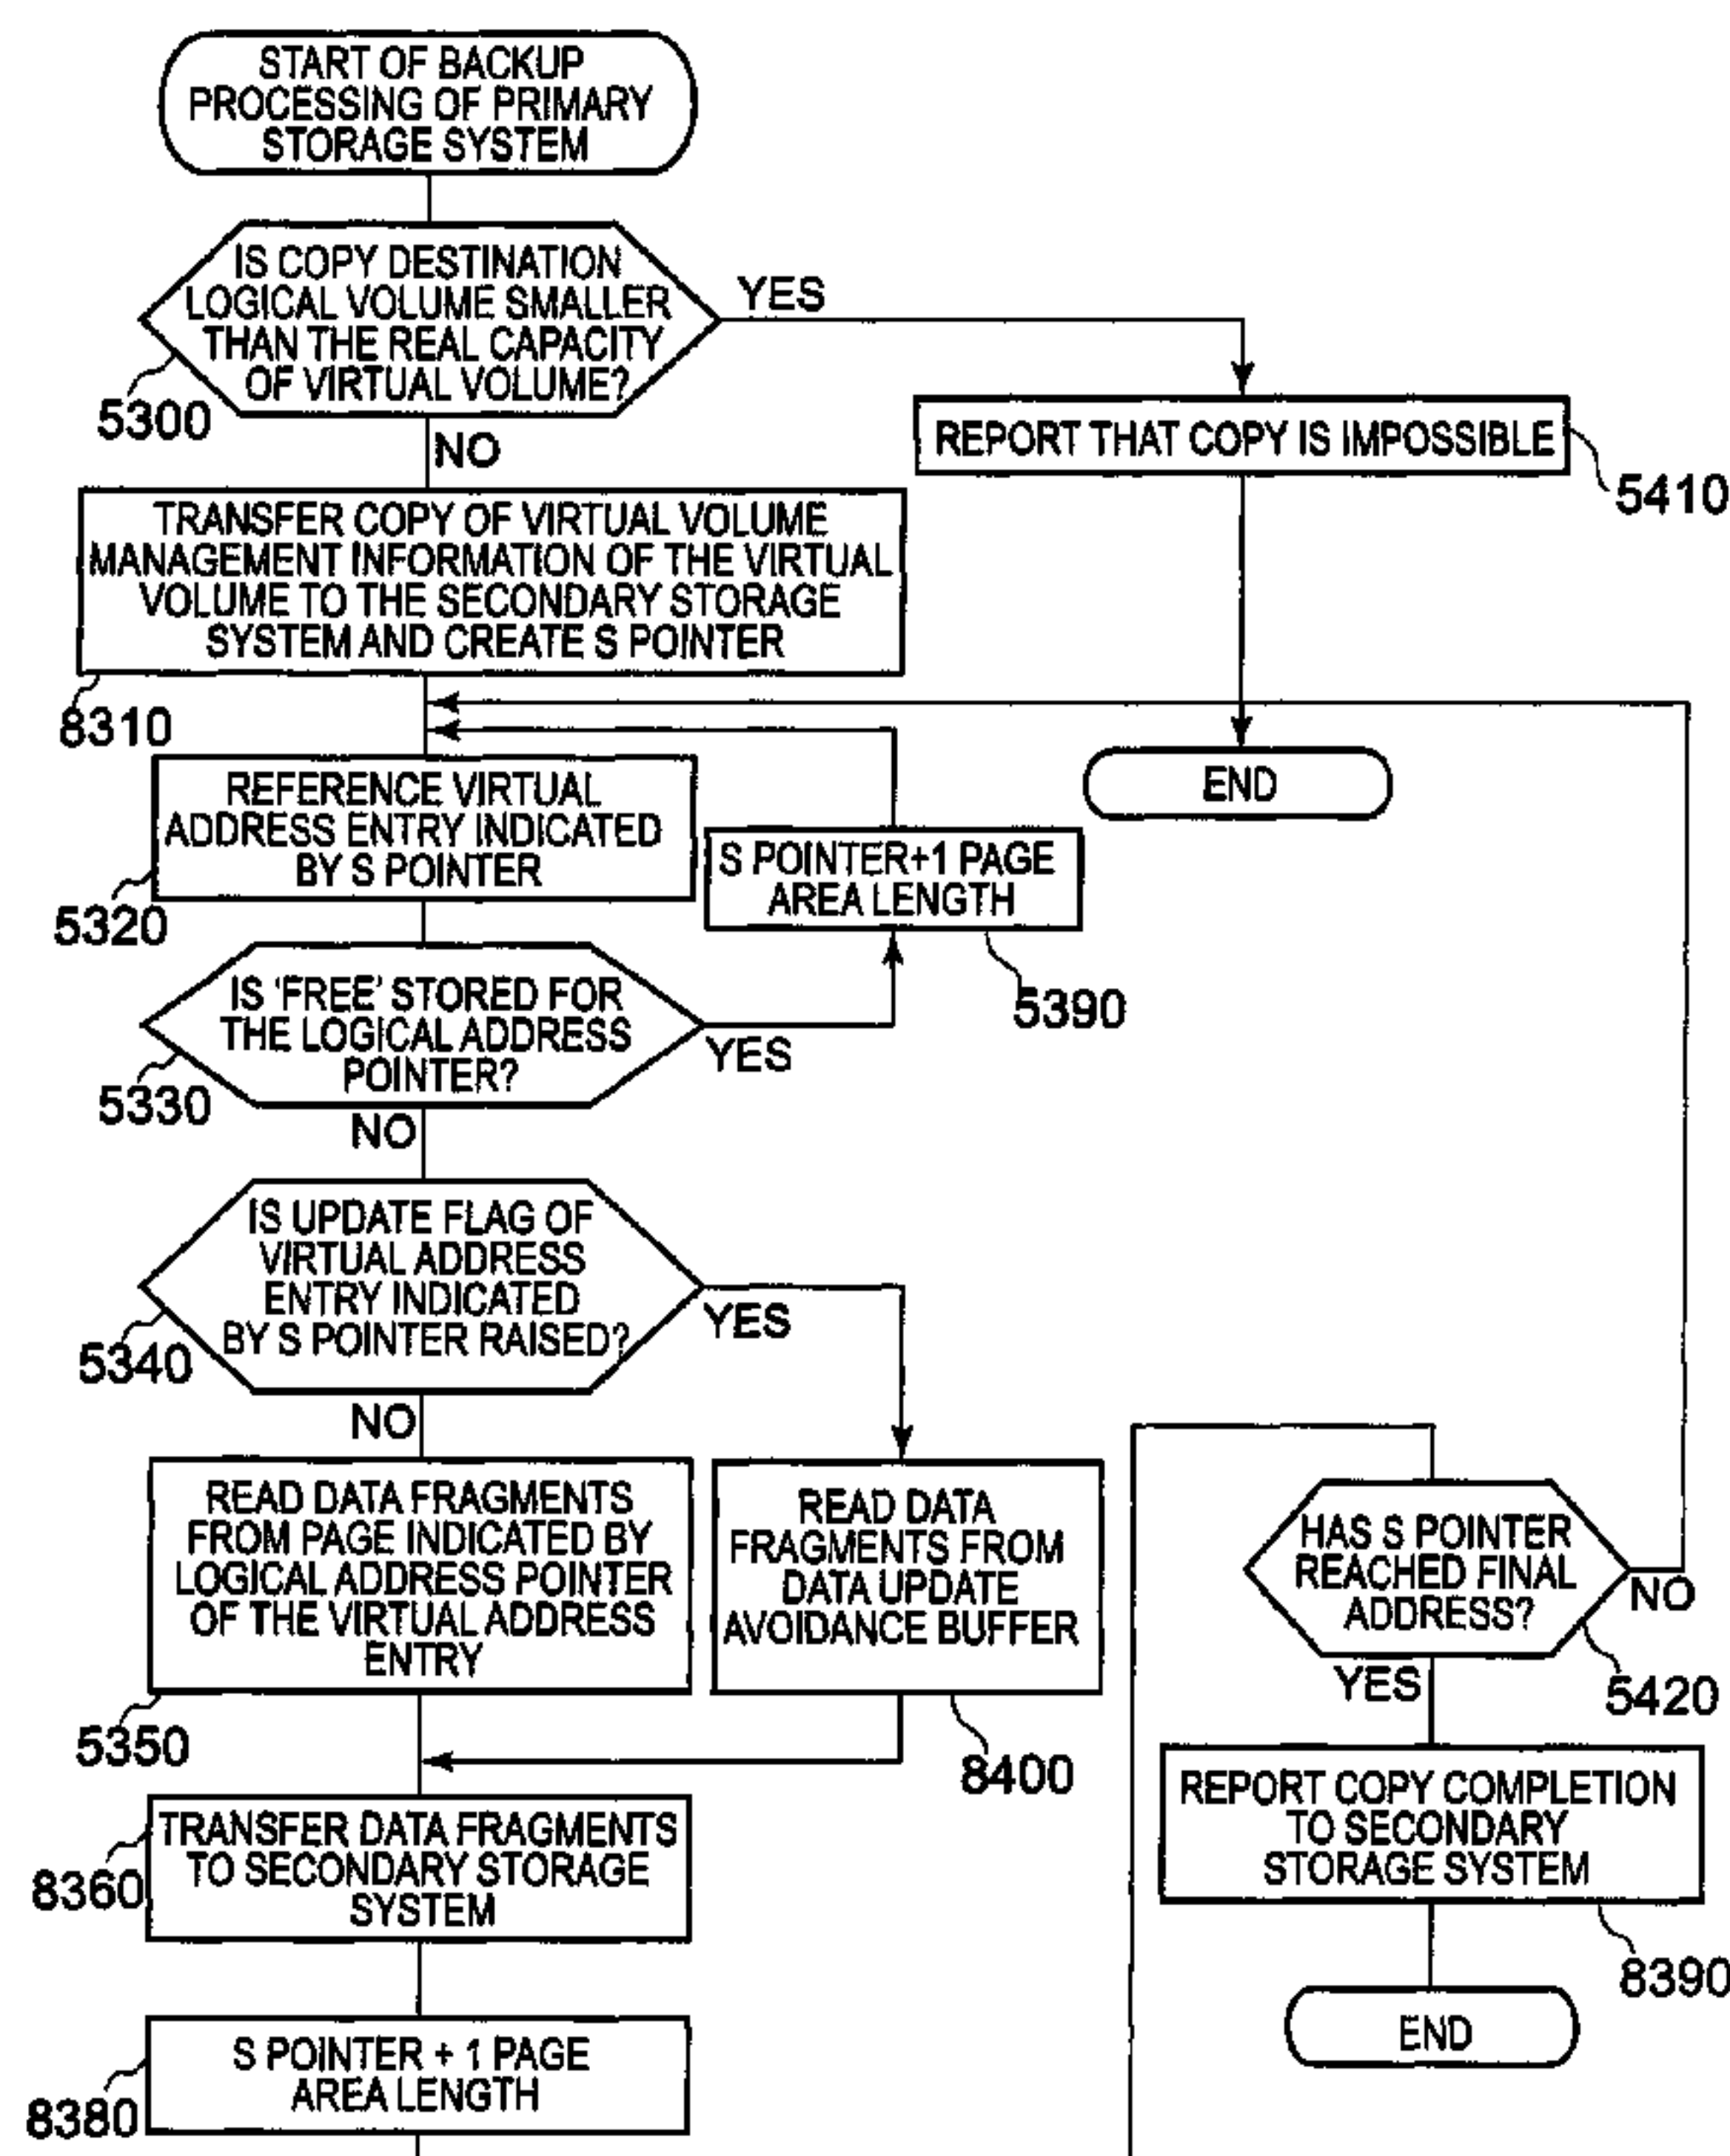 START OF BACKUP
PROCESSING OF PRIMARY
STORAGE SYSTEM
IS COPY DESTINATION
LOGICAL VOLUME SMALLER
THAN THE REAL CAPACITY
OF VIRTUAL VOLUME?
5300
YES
NO
REPORT THAT COPY IS IMPOSSIBLE
5410
END
TRANSFER COPY OF VIRTUAL VOLUME
MANAGEMENT INFORMATION OF THE VIRTUAL
VOLUME TO THE SECONDARY STORAGE
SYSTEM AND CREATE S POINTER
8310
REFERENCE VIRTUAL
ADDRESS ENTRY INDICATED
BY S POINTER
5320
S POINTER+1 PAGE
AREA LENGTH
5390
IS 'FREE' STORED FOR
THE LOGICAL ADDRESS
POINTER?
5330
YES
NO
IS UPDATE FLAG OF
VIRTUAL ADDRESS
ENTRY INDICATED
BY S POINTER RAISED?
5340
YES
NO
READ DATA FRAGMENTS
FROM PAGE INDICATED BY
LOGICAL ADDRESS POINTER
OF THE VIRTUAL ADDRESS
ENTRY
5350
READ DATA
FRAGMENTS FROM
DATA UPDATE
AVOIDANCE BUFFER
8400
TRANSFER DATA FRAGMENTS
TO SECONDARY STORAGE
SYSTEM
8360
S POINTER + 1 PAGE
AREA LENGTH
8380
HAS S POINTER
REACHED FINAL
ADDRESS?
NO
YES
5420
REPORT COPY COMPLETION
TO SECONDARY
STORAGE SYSTEM
8390
END